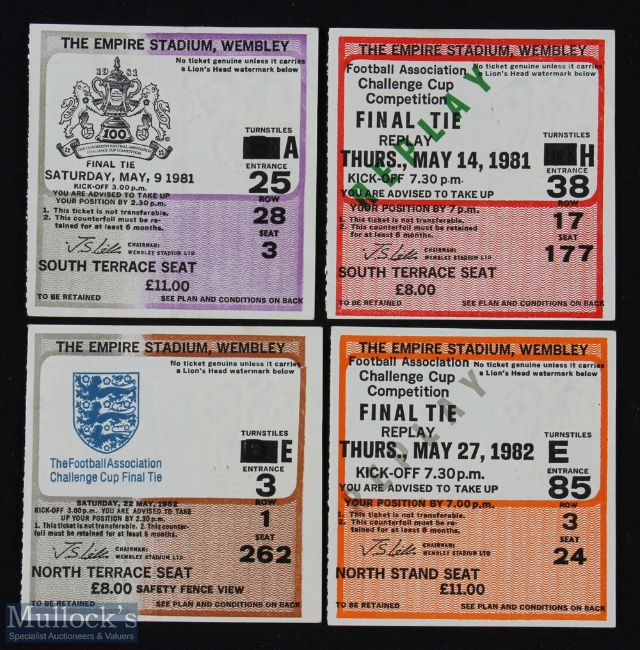 THE EMPIRE STADIUM, WEMBLEY
No ticket genuine unless it carries
a Lion's Head watermark below
1981
100
THE HUNDREDTH FOOTBALL ASSOCIATION
CHALLENGE CUP COMPETITION
TURNSTILES
A
FINAL TIE
SATURDAY, MAY, 9 1981
KICK-OFF 3.00 p.m.
YOU ARE ADVISED TO TAKE UP
YOUR POSITION BY 2.30 p.m.
ENTRANCE
25
ROW
28
SEAT
3
1. This ticket is not transferable.
2. This counterfoil must be re-
tained for at least 6 months.
CHAIRMAN:
WEMBLEY STADIUM LTD
SOUTH TERRACE SEAT
£11.00
TO BE RETAINED
SEE PLAN AND CONDITIONS ON BACK
THE EMPIRE STADIUM, WEMBLEY
Football Association
Challenge Cup
Competition
No ticket genuine unless it carries
a Lion's Head watermark below
REPLAY
FINAL TIE
REPLAY
THURS., MAY 14, 1981
KICK-OFF 7.30 p.m.
YOU ARE ADVISED TO TAKE UP
YOUR POSITION BY 7 p.m.
TURNSTILES
H
ENTRANCE
38
ROW
17
SEAT
177
1. This ticket is not transferable.
2. This counterfoil must be retained
for at least 6 months.
CHAIRMAN:
WEMBLEY STADIUM LTD
SOUTH TERRACE SEAT
£8.00
TO BE RETAINED
SEE PLAN AND CONDITIONS ON BACK
THE EMPIRE STADIUM, WEMBLEY
No ticket genuine unless it carries
a Lion's Head watermark below
The Football Association
Challenge Cup Final Tie
TURNSTILES
E
ENTRANCE
3
SATURDAY, 22 MAY, 1982
KICK-OFF 3.00 p.m. YOU ARE ADVISED TO TAKE
UP YOUR POSITION BY 2.30 p.m.
1. This ticket is not transferable. 2. This counter-
foil must be retained for at least 6 months.
ROW
1
SEAT
262
CHAIRMAN:
WEMBLEY STADIUM LTD
NORTH TERRACE SEAT
£8.00 SAFETY FENCE VIEW
SEE PLAN AND CONDITIONS ON BACK
THE EMPIRE STADIUM, WEMBLEY
Football Association
Challenge Cup
Competition
No ticket genuine unless it carries
a Lion's Head watermark below
REPLAY
FINAL TIE
REPLAY
THURS., MAY 27, 1982
KICK-OFF 7.30 p.m.
YOU ARE ADVISED TO TAKE UP
YOUR POSITION BY 7.00 p.m.
TURNSTILES
E
ENTRANCE
85
ROW
3
SEAT
24
1. This ticket is not transferable.
2. This counterfoil must be re-
tained for at least 6 months.
CHAIRMAN:
WEMBLEY STADIUM LTD
NORTH STAND SEAT
£11.00
TO BE RETAINED
SEE PLAN AND CONDITIONS ON BACK
Mullock's
Specialist Auctioneers & Valuers